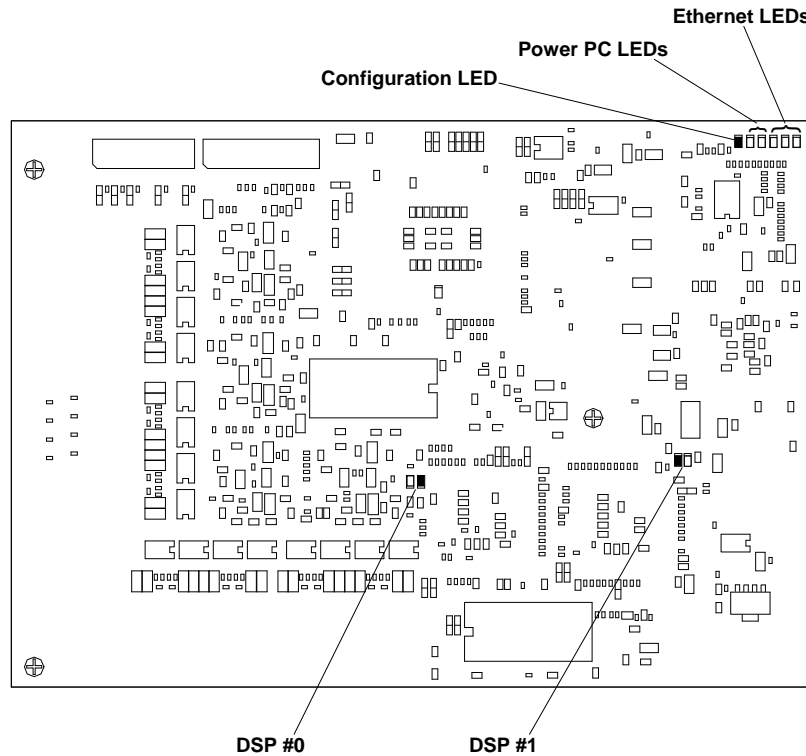 Ethernet LEDs
Power PC LEDs
Configuration LED
DSP #0
DSP #1